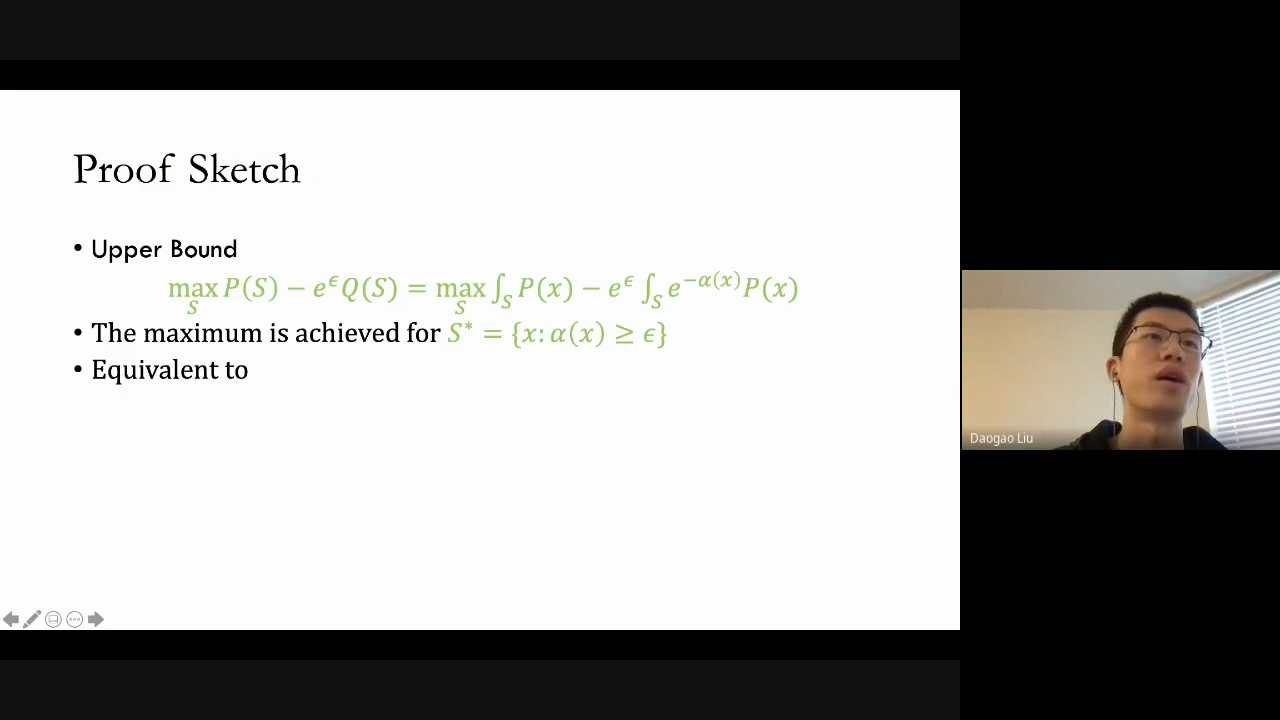 Proof Sketch
• Upper Bound
max_S P(S) − e^ϵ Q(S) = max_S ∫_S P(x) − e^ϵ ∫_S e^{−α(x)} P(x)
• The maximum is achieved for S* = {x: α(x) ≥ ϵ}
• Equivalent to
Daogao Liu